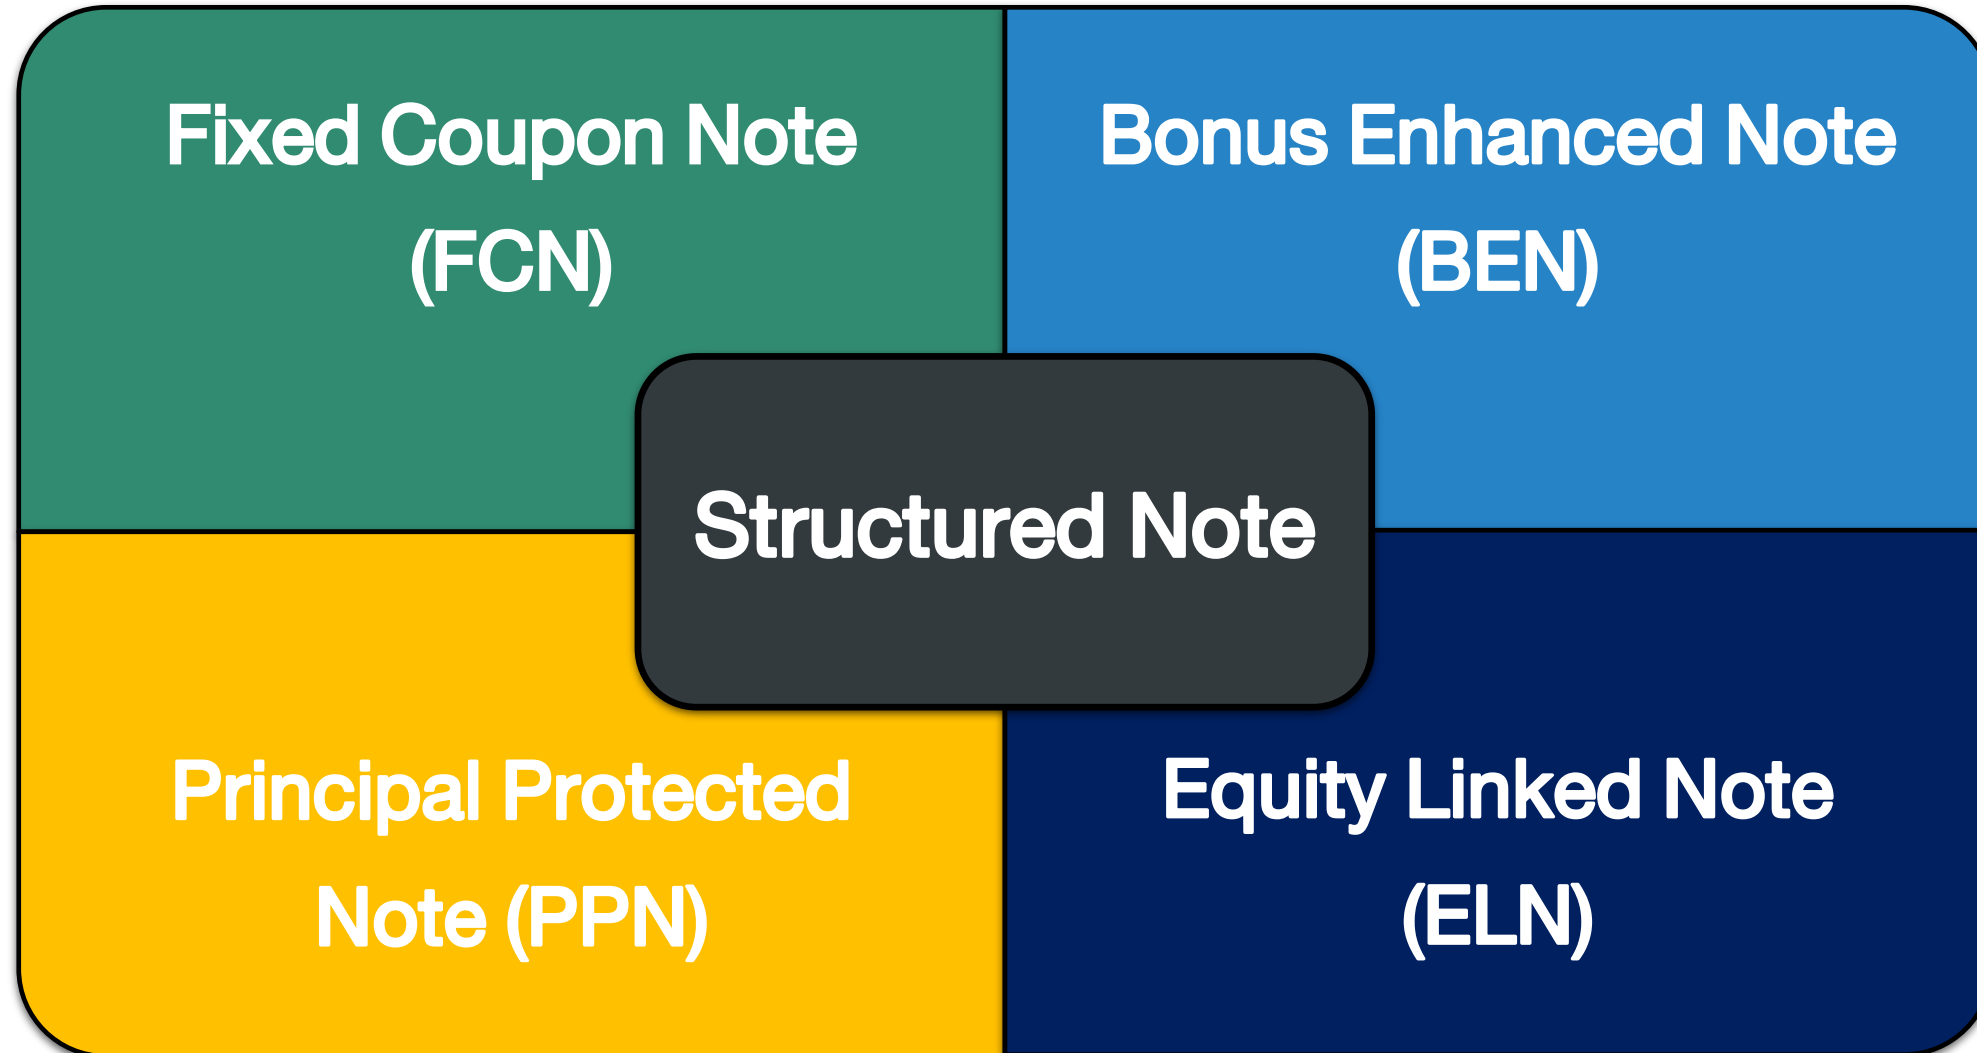 Fixed Coupon Note
(FCN)
Bonus Enhanced Note
(BEN)
Structured Note
Principal Protected
Note (PPN)
Equity Linked Note
(ELN)